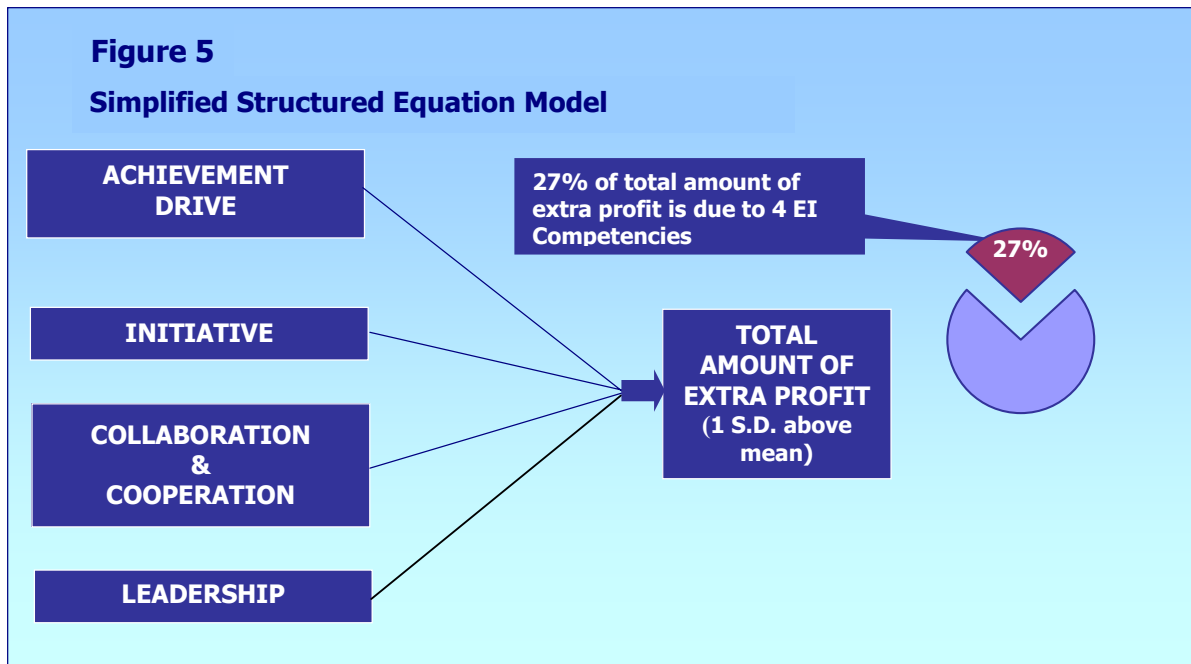 Figure 5
Simplified Structured Equation Model
ACHIEVEMENT
DRIVE
INITIATIVE
COLLABORATION
&
COOPERATION
LEADERSHIP
27% of total amount of
extra profit is due to 4 EI
Competencies
27%
TOTAL
AMOUNT OF
EXTRA PROFIT
(1 S.D. above
mean)